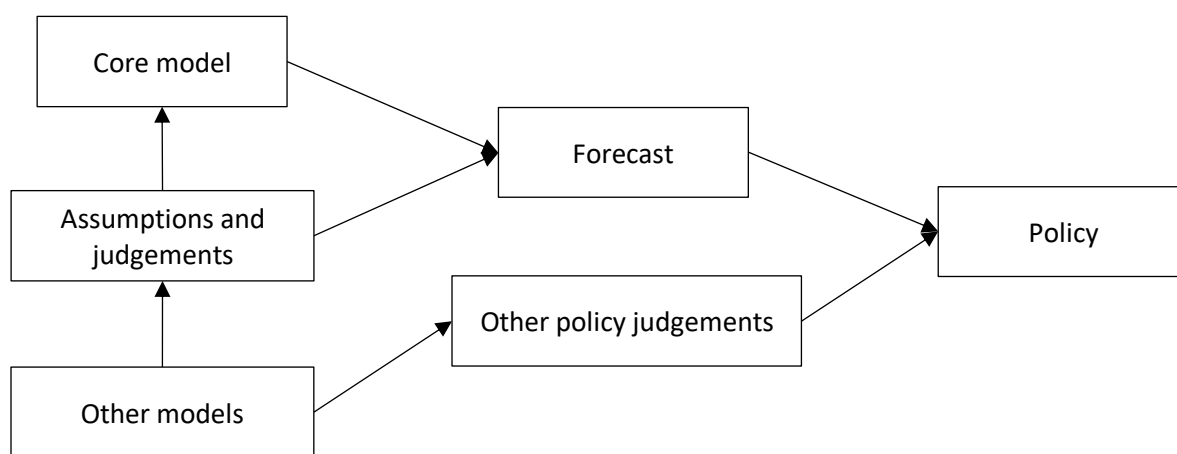 Core model
Forecast
Assumptions and
judgements
Policy
Other policy judgements
Other models